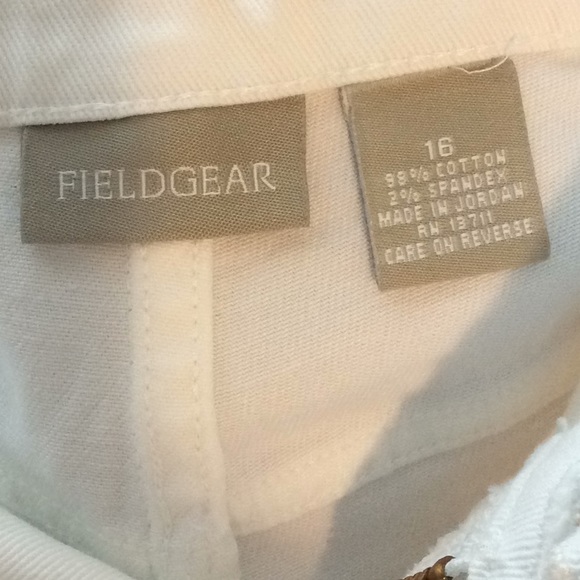 FIELDGEAR
16
98% COTTON
2% SPANDEX
MADE IN JORDAN
RN 13711
CARE ON REVERSE